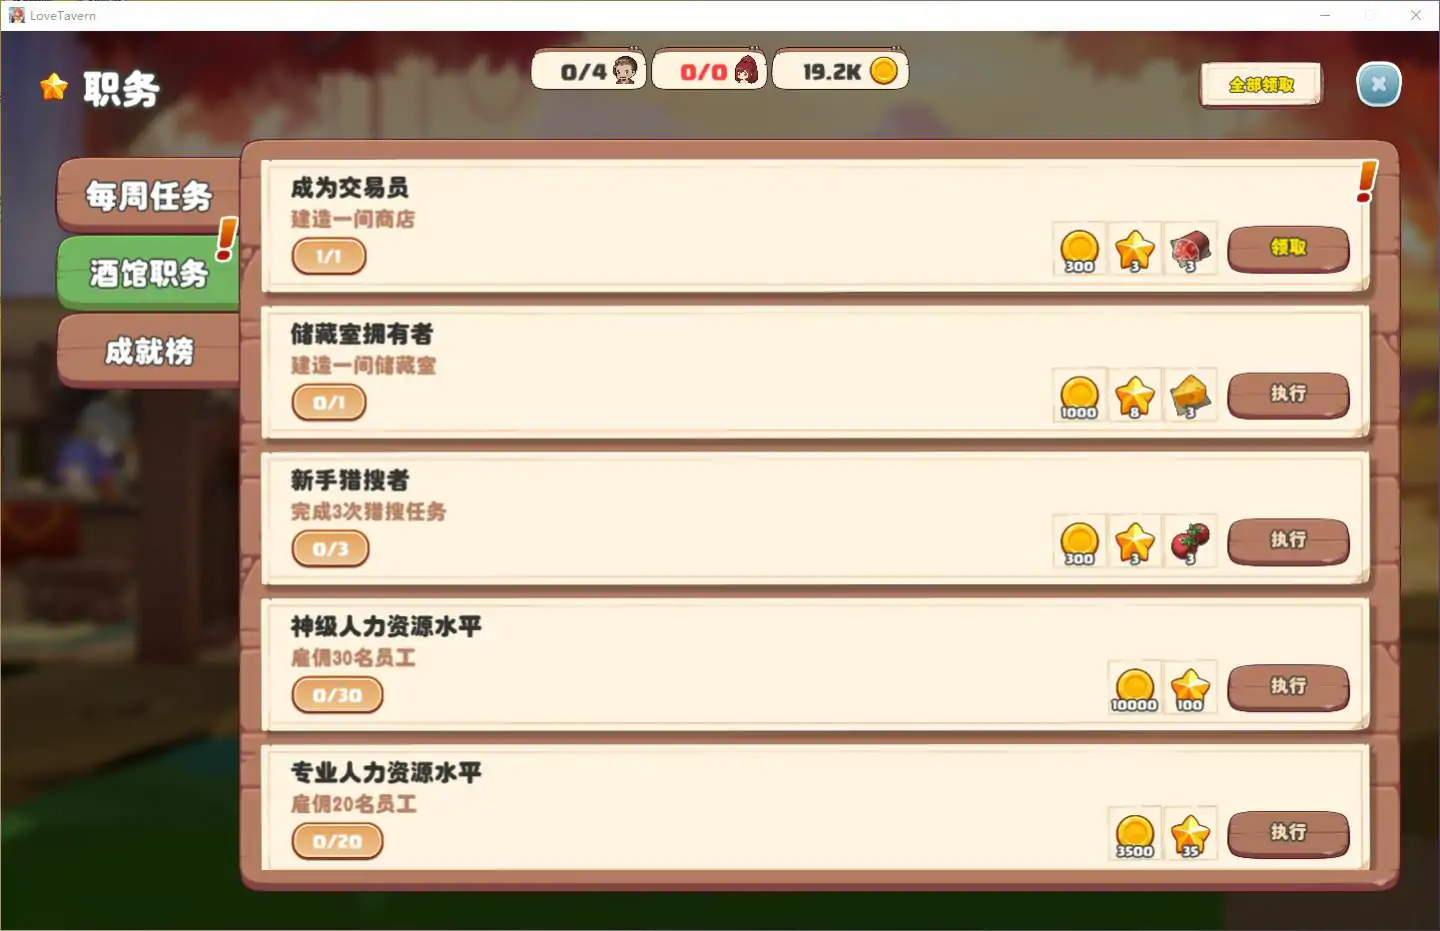 LoveTavern
职务
0/4
0/0
19.2K
全部领取
每周任务
酒馆职务
成就榜
成为交易员
建造一间商店
1/1
300
3
3
领取
储藏室拥有者
建造一间储藏室
0/1
1000
8
3
执行
新手猎搜者
完成3次猎搜任务
0/3
300
3
3
执行
神级人力资源水平
雇佣30名员工
0/30
10000
100
执行
专业人力资源水平
雇佣20名员工
0/20
3500
35
执行